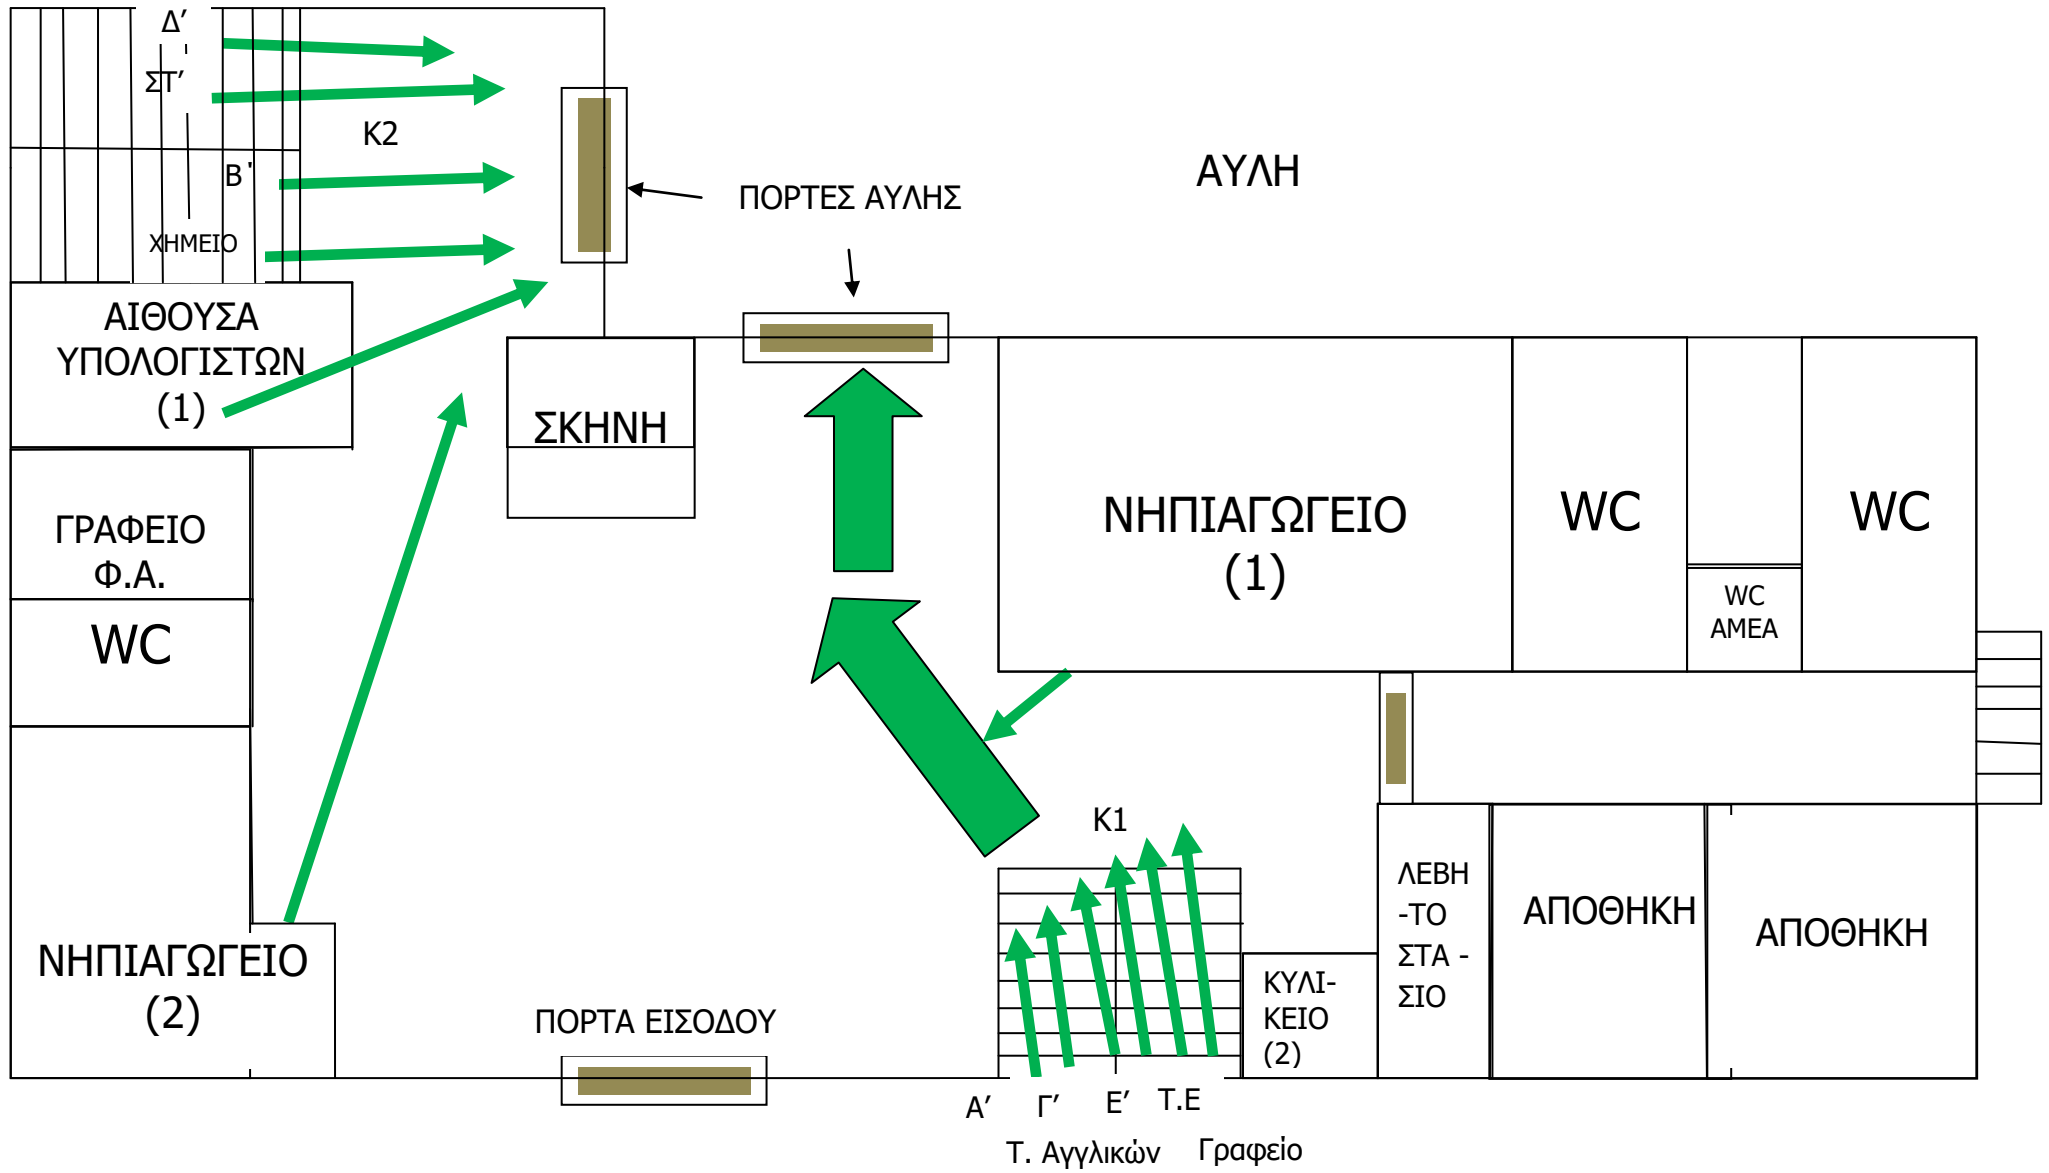 Δ’
ΣΤ’
Κ2
Β'
ΧΗΜΕΙΟ
ΑΥΛΗ
ΠΟΡΤΕΣ ΑΥΛΗΣ
ΑΙΘΟΥΣΑ
ΥΠΟΛΟΓΙΣΤΩΝ
(1)
ΣΚΗΝΗ
ΓΡΑΦΕΙΟ
Φ.Α.
WC
ΝΗΠΙΑΓΩΓΕΙΟ
(1)
WC
WC
WC
ΑΜΕΑ
Κ1
ΝΗΠΙΑΓΩΓΕΙΟ
(2)
ΠΟΡΤΑ ΕΙΣΟΔΟΥ
ΚΥΛΙ-
ΚΕΙΟ
(2)
ΛΕΒΗ
-ΤΟ
ΣΤΑ -
ΣΙΟ
ΑΠΟΘΗΚΗ
ΑΠΟΘΗΚΗ
Α’ Γ’ Ε’ Τ.Ε
Τ. Αγγλικών Γραφείο